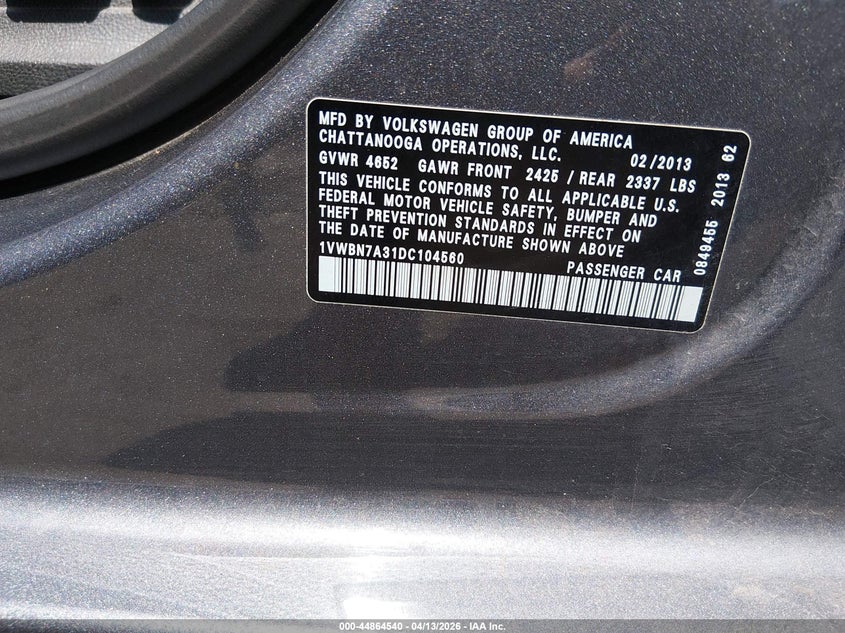 MFD BY VOLKSWAGEN GROUP OF AMERICA
CHATTANOOGA OPERATIONS, LLC. 02/2013
GVWR 4652 GAWR FRONT 2425 / REAR 2337 LBS
THIS VEHICLE CONFORMS TO ALL APPLICABLE U.S.
FEDERAL MOTOR VEHICLE SAFETY, BUMPER AND
THEFT PREVENTION STANDARDS IN EFFECT ON
THE DATE OF MANUFACTURE SHOWN ABOVE
1VWBN7A31DC104560 PASSENGER CAR
0849455 2013 62
000-44864540 - 04/13/2026 - IAA Inc.